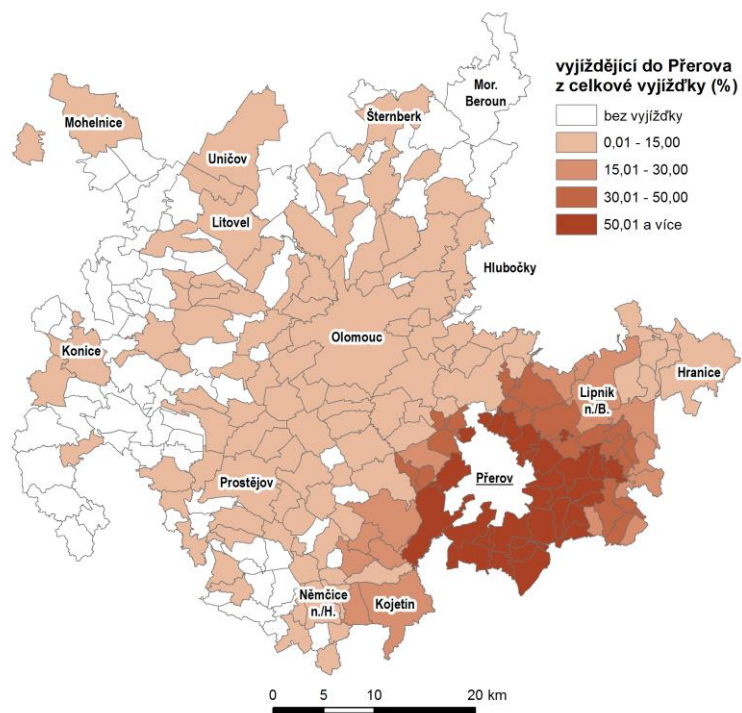 vyjíždějící do Přerova
z celkové vyjížďky (%)
bez vyjížďky
0,01 - 15,00
15,01 - 30,00
30,01 - 50,00
50,01 a více
Mor.
Beroun
Mohelnice
Šternberk
Uničov
Litovel
Hlubočky
Olomouc
Konice
Hranice
Lipník
n./B.
Prostějov
Přerov
Němčice
n./H.
Kojetín
0 5 10 20 km